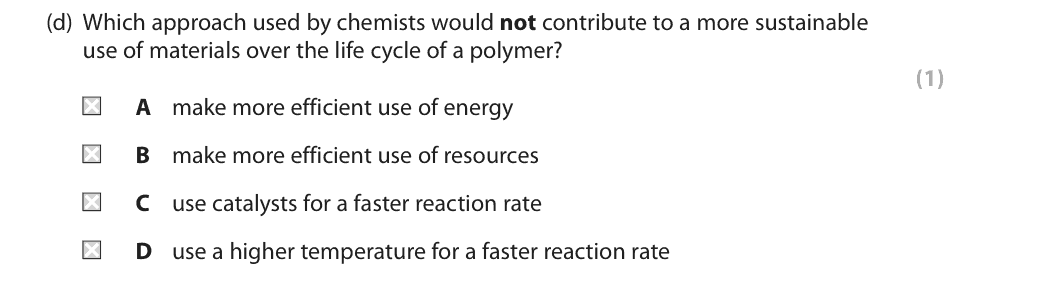 (d) Which approach used by chemists would not contribute to a more sustainable
use of materials over the life cycle of a polymer?
(1)
A make more efficient use of energy
B make more efficient use of resources
C use catalysts for a faster reaction rate
D use a higher temperature for a faster reaction rate